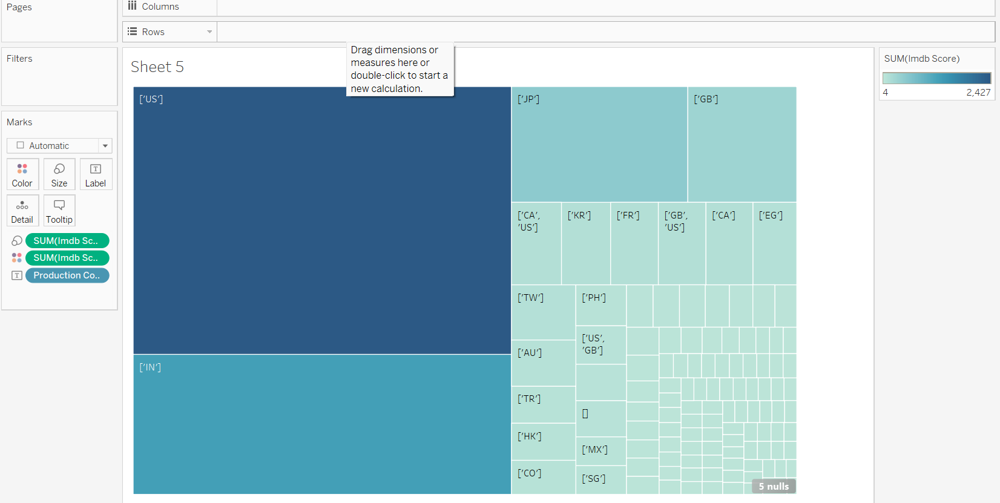 Pages
Columns
Rows
Filters
Drag dimensions or
measures here or
double-click to start a
new calculation.
Sheet 5
SUM(Imdb Score)
4
2,427
Marks
Automatic
Color
Size
Label
Detail
Tooltip
SUM(Imdb Sc..
SUM(Imdb Sc..
Production Co..
['US']
['IN']
['JP']
['GB']
['CA',
'US']
['KR']
['FR']
['GB',
'US']
['CA']
['EG']
['TW']
['AU']
['TR']
['HK']
['CO']
['PH']
['US',
'GB']
[]
['MX']
['SG']
5 nulls